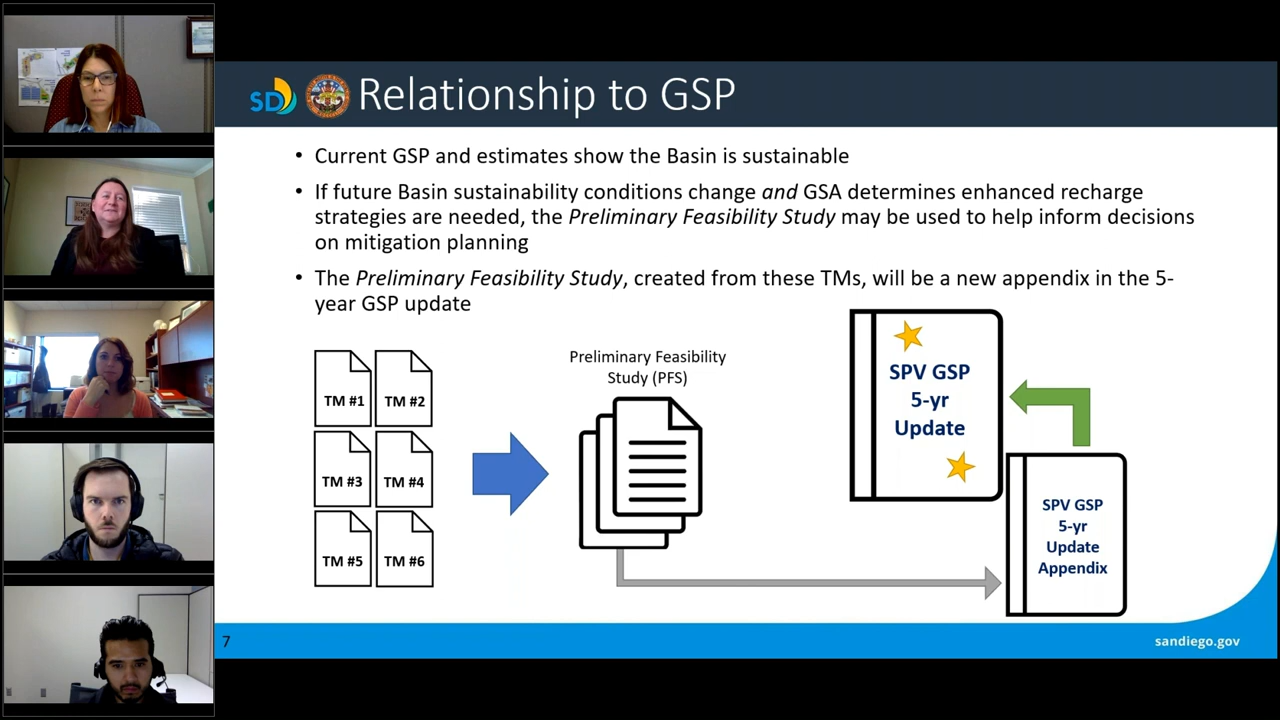 SD
Relationship to GSP
• Current GSP and estimates show the Basin is sustainable
• If future Basin sustainability conditions change and GSA determines enhanced recharge
strategies are needed, the Preliminary Feasibility Study may be used to help inform decisions
on mitigation planning
• The Preliminary Feasibility Study, created from these TMs, will be a new appendix in the 5-
year GSP update
TM #1
TM #2
TM #3
TM #4
TM #5
TM #6
Preliminary Feasibility
Study (PFS)
SPV GSP
5-yr
Update
SPV GSP
5-yr
Update
Appendix
7
sandiego.gov